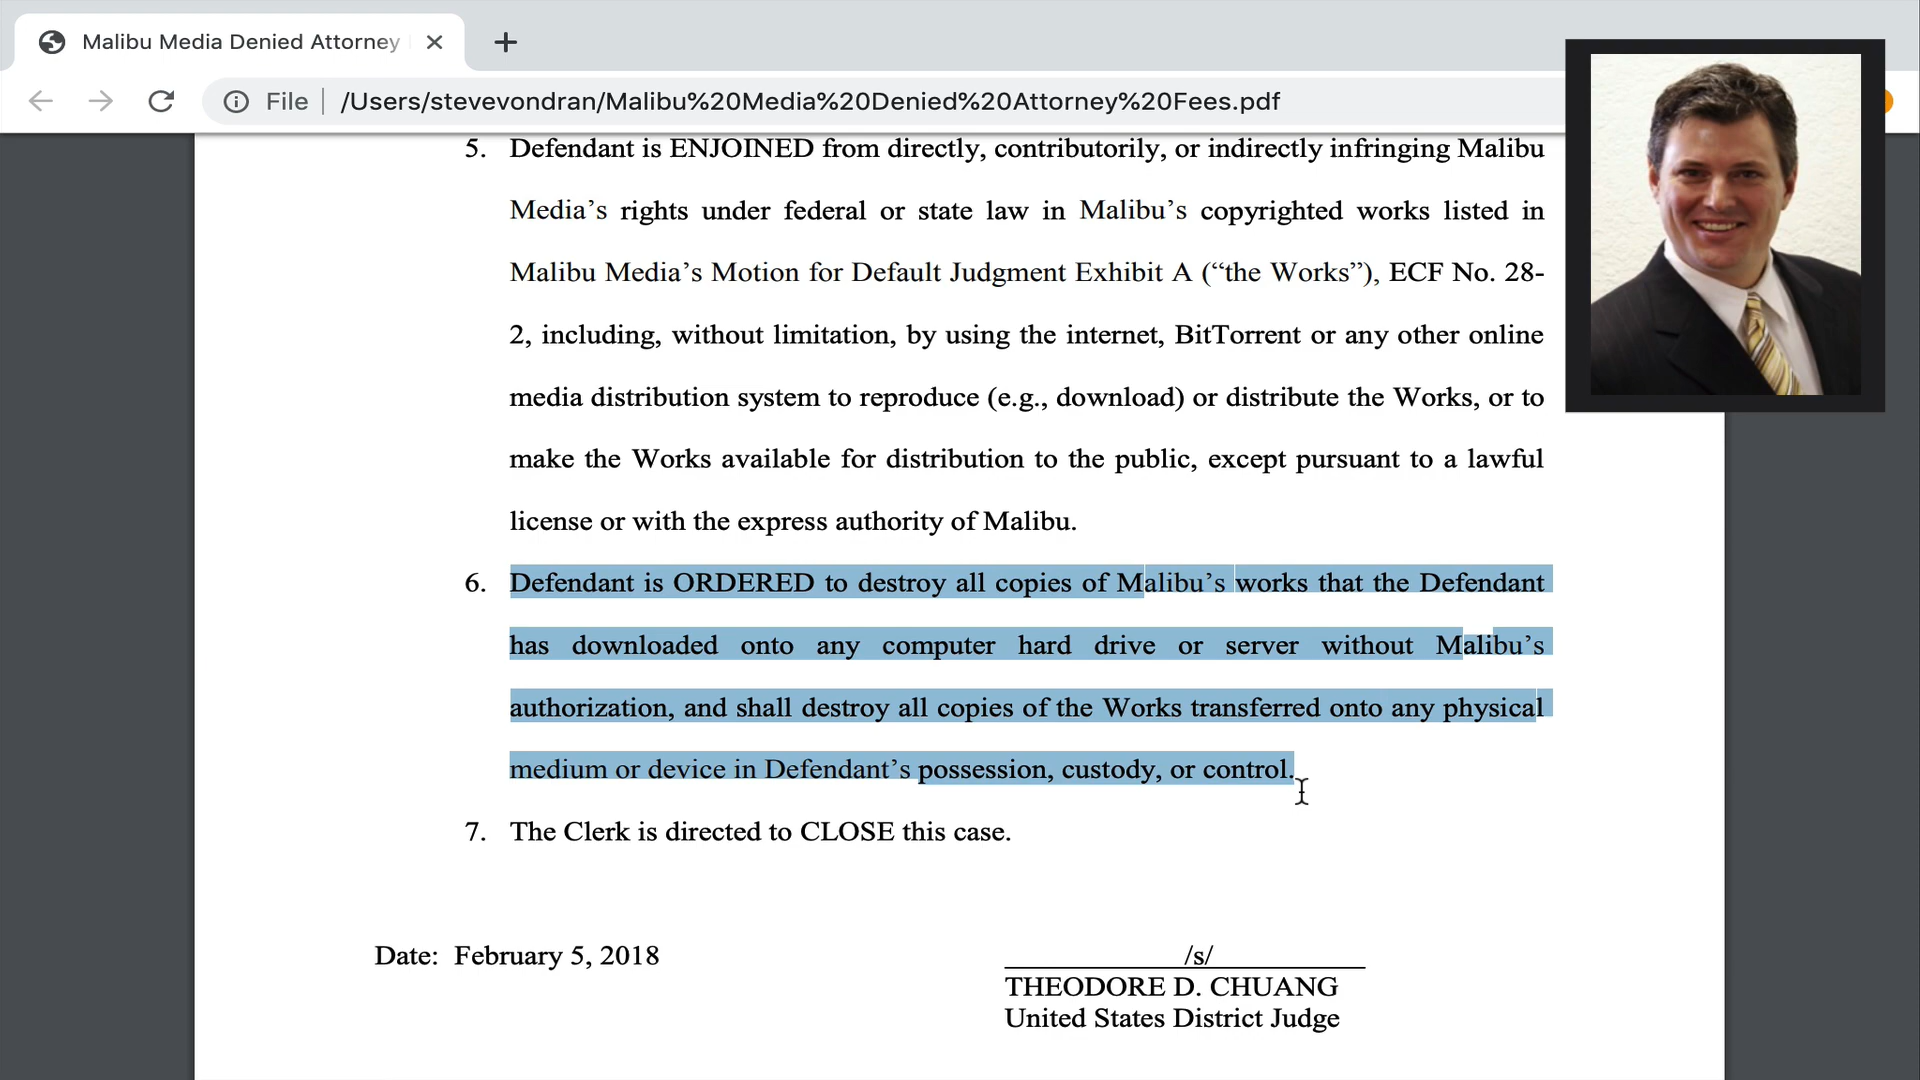 Malibu Media Denied Attorney
File /Users/stevevondran/Malibu%20Media%20Denied%20Attorney%20Fees.pdf
5. Defendant is ENJOINED from directly, contributorily, or indirectly infringing Malibu
Media’s rights under federal or state law in Malibu’s copyrighted works listed in
Malibu Media’s Motion for Default Judgment Exhibit A (“the Works”), ECF No. 28-
2, including, without limitation, by using the internet, BitTorrent or any other online
media distribution system to reproduce (e.g., download) or distribute the Works, or to
make the Works available for distribution to the public, except pursuant to a lawful
license or with the express authority of Malibu.
6. Defendant is ORDERED to destroy all copies of Malibu’s works that the Defendant
has downloaded onto any computer hard drive or server without Malibu’s
authorization, and shall destroy all copies of the Works transferred onto any physical
medium or device in Defendant’s possession, custody, or control.
7. The Clerk is directed to CLOSE this case.
Date: February 5, 2018
/s/
THEODORE D. CHUANG
United States District Judge